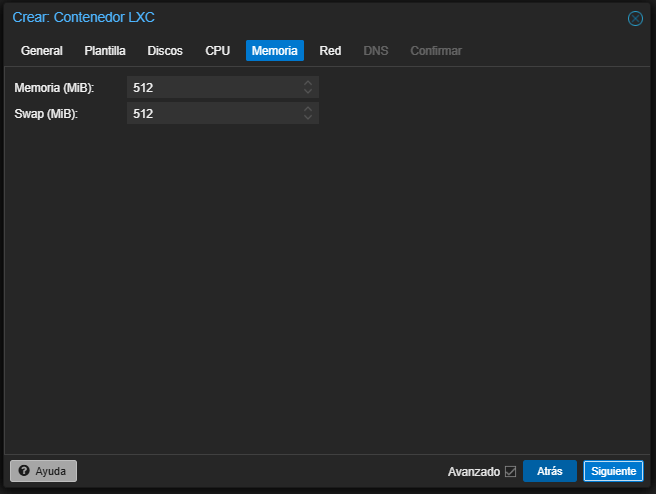 Crear: Contenedor LXC
General Plantilla Discos CPU Memoria Red DNS Confirmar
Memoria (MiB): 512
Swap (MiB): 512
Ayuda Avanzado Atrás Siguiente